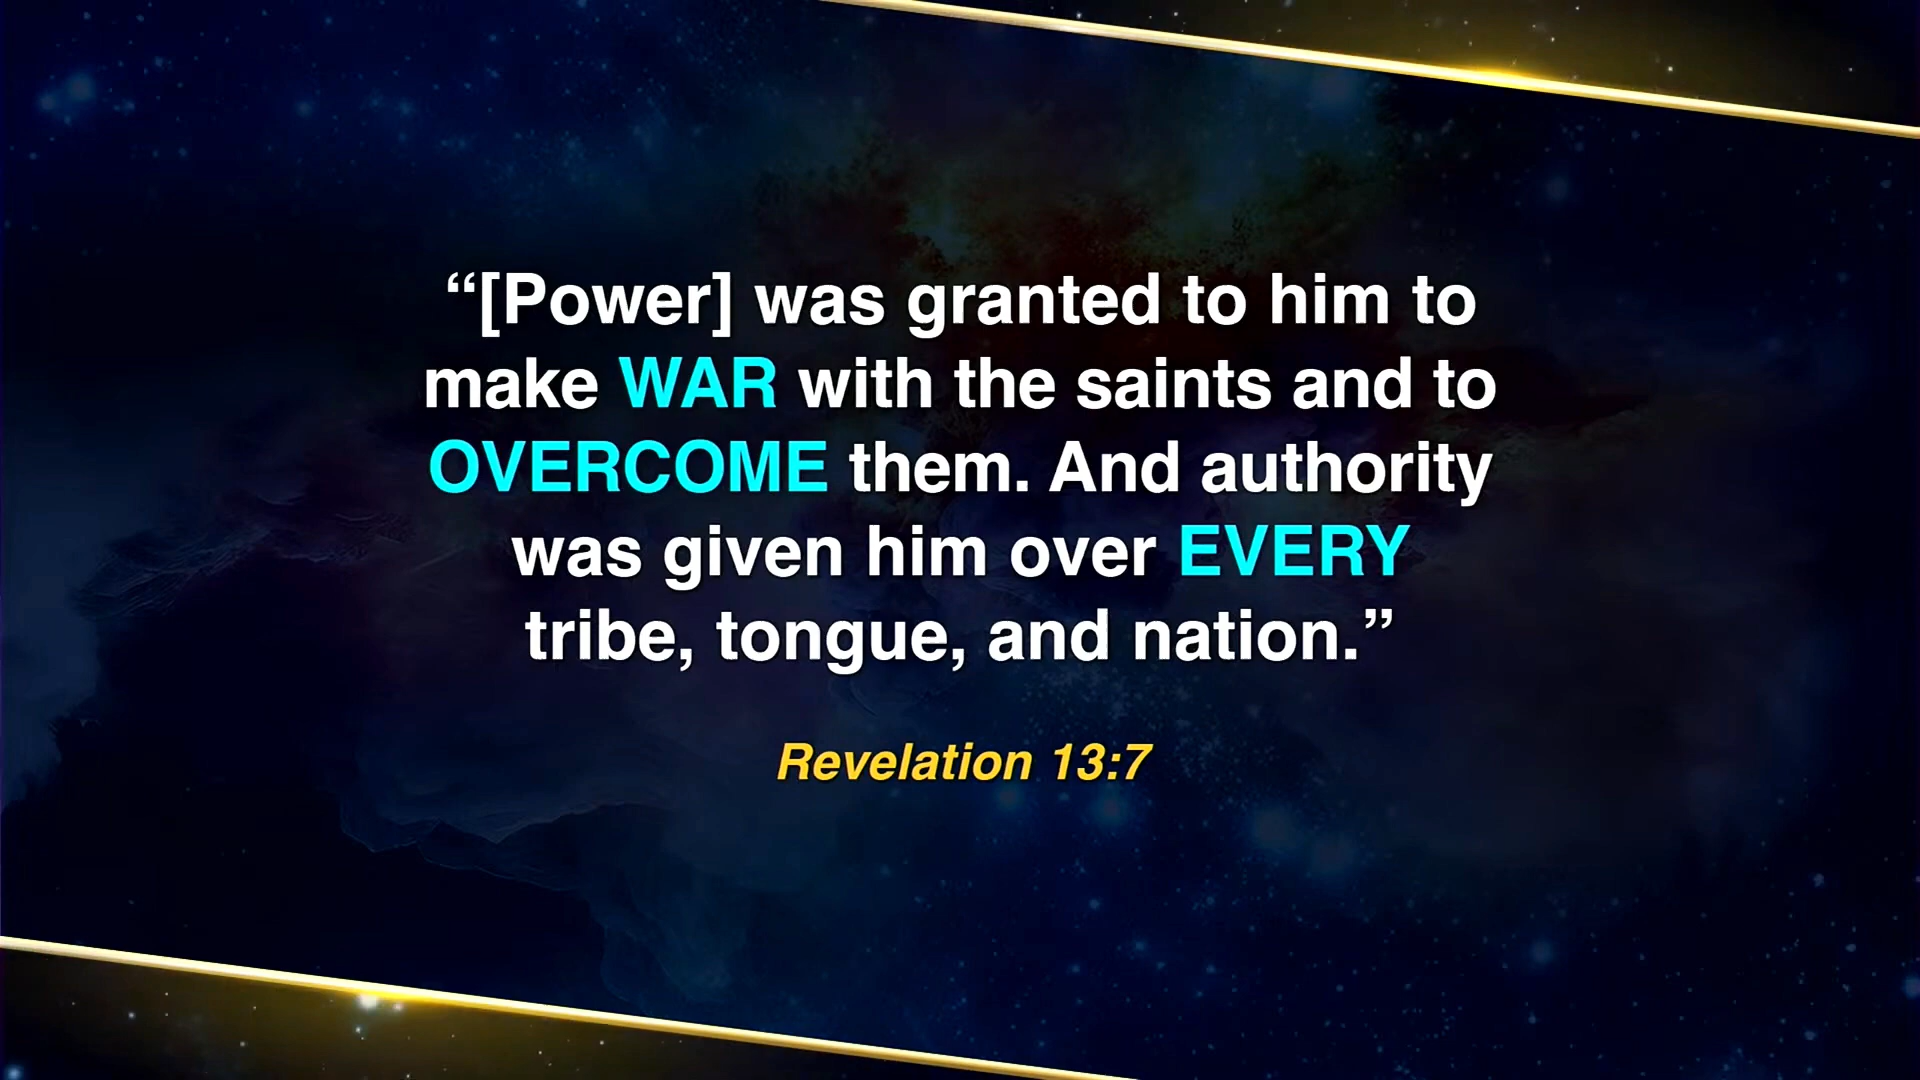 “[Power] was granted to him to
make WAR with the saints and to
OVERCOME them. And authority
was given him over EVERY
tribe, tongue, and nation.”
Revelation 13:7